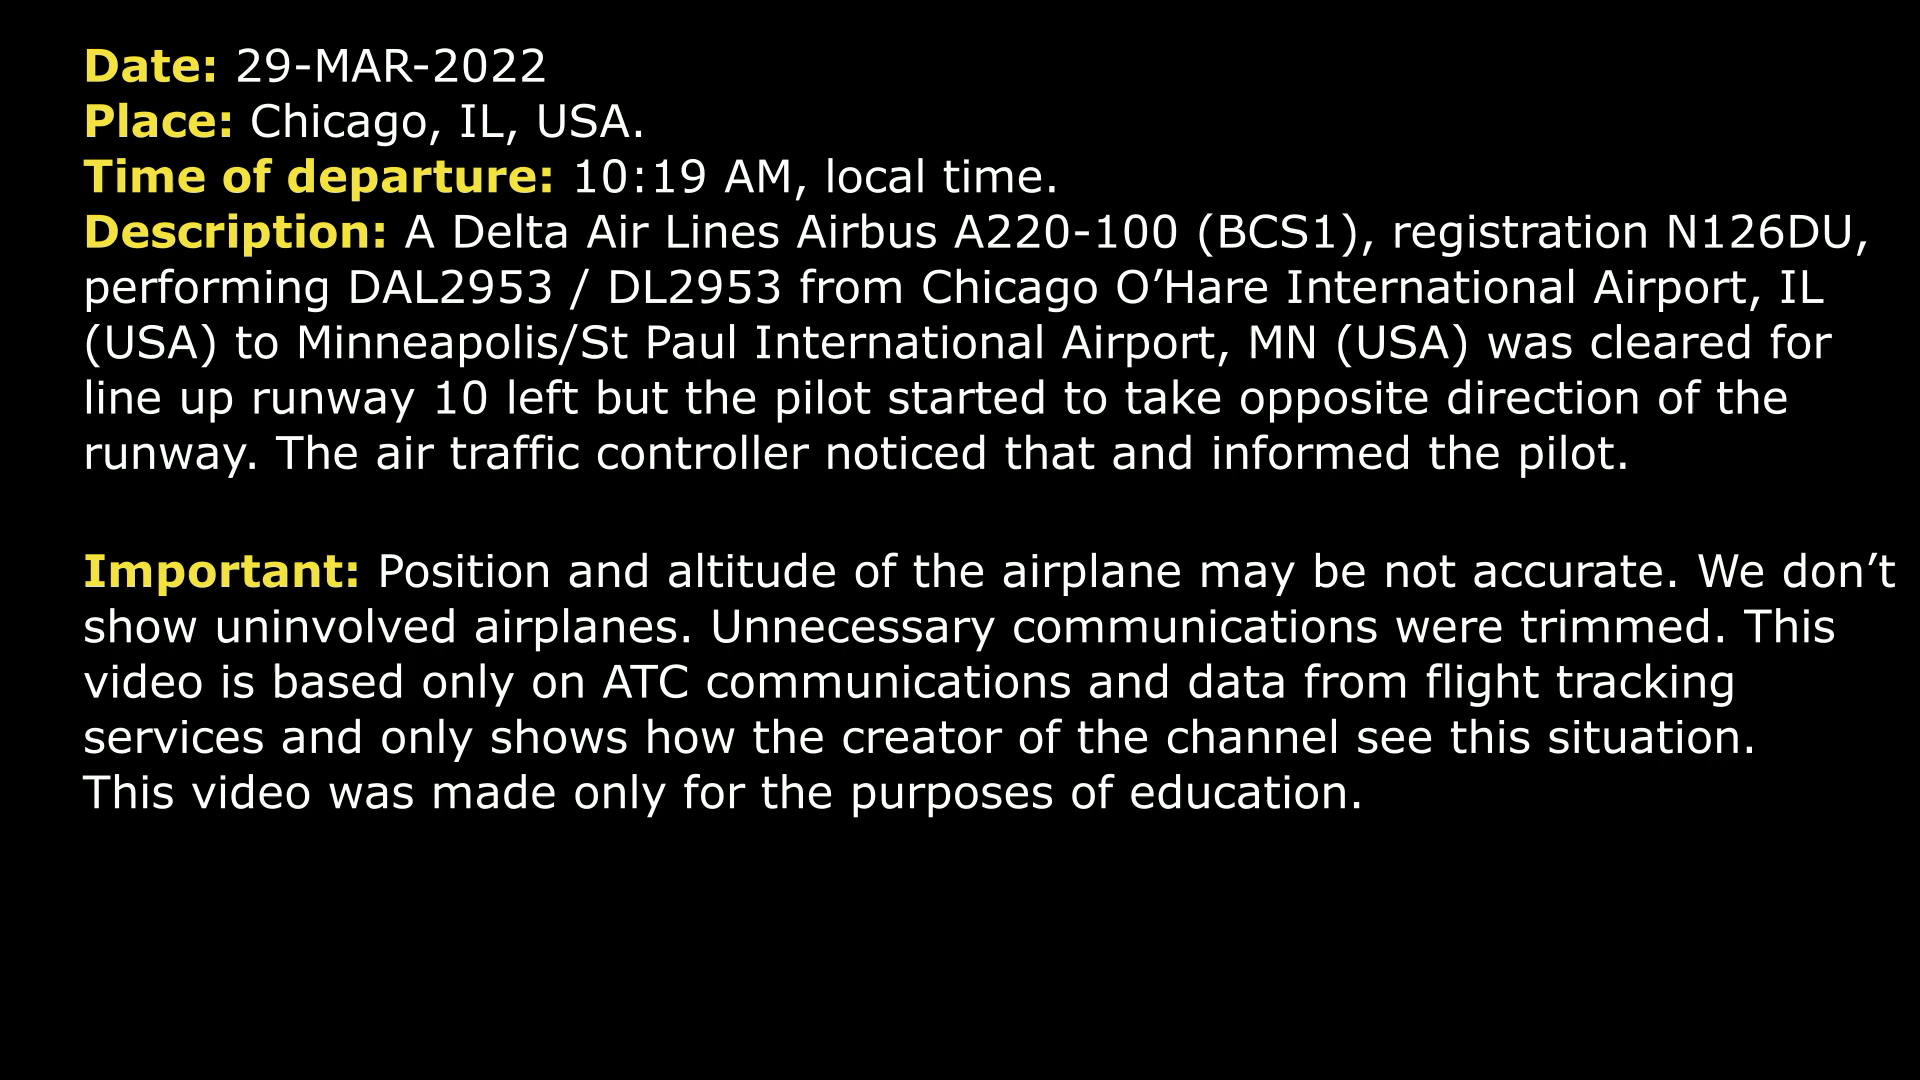 Date: 29-MAR-2022
Place: Chicago, IL, USA.
Time of departure: 10:19 AM, local time.
Description: A Delta Air Lines Airbus A220-100 (BCS1), registration N126DU,
performing DAL2953 / DL2953 from Chicago O’Hare International Airport, IL
(USA) to Minneapolis/St Paul International Airport, MN (USA) was cleared for
line up runway 10 left but the pilot started to take opposite direction of the
runway. The air traffic controller noticed that and informed the pilot.
Important: Position and altitude of the airplane may be not accurate. We don’t
show uninvolved airplanes. Unnecessary communications were trimmed. This
video is based only on ATC communications and data from flight tracking
services and only shows how the creator of the channel see this situation.
This video was made only for the purposes of education.